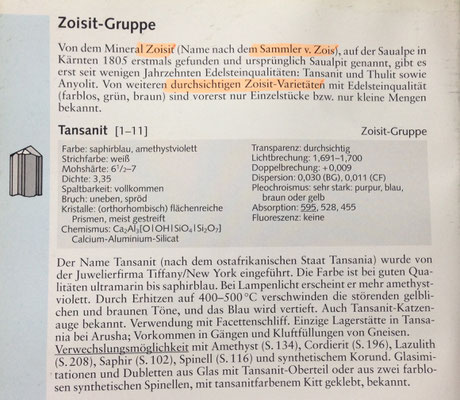 Zoisit-Gruppe
Von dem Mineral Zoisit (Name nach dem Sammler v. Zois), auf der Saualpe in
Kärnten 1805 erstmals gefunden und ursprünglich Saualpit genannt, gibt es
erst seit wenigen Jahrzehnten Edelsteinqualitäten: Tansanit und Thulit sowie
Anyolit. Von weiteren durchsichtigen Zoisit-Varietäten mit Edelsteinqualität
(farblos, grün, braun) sind vorerst nur Einzelstücke bzw. nur kleine Mengen
bekannt.
Tansanit [1–11] Zoisit-Gruppe
Farbe: saphirblau, amethystviolett
Strichfarbe: weiß
Mohshärte: 6½–7
Dichte: 3,35
Spaltbarkeit: vollkommen
Bruch: uneben, spröd
Kristalle: (orthorhombisch) flächenreiche
Prismen, meist gestreift
Chemismus: Ca₂Al₃[O|OH|SiO₄|Si₂O₇]
Calcium-Aluminium-Silicat
Transparenz: durchsichtig
Lichtbrechung: 1,691–1,700
Doppelbrechung: + 0,009
Dispersion: 0,030 (BG), 0,011 (CF)
Pleochroismus: sehr stark: purpur, blau,
braun oder gelb
Absorption: 595, 528, 455
Fluoreszenz: keine
Der Name Tansanit (nach dem ostafrikanischen Staat Tansania) wurde von
der Juwelierfirma Tiffany/New York eingeführt. Die Farbe ist bei guten Qua-
litäten ultramarin bis saphirblau. Bei Lampenlicht erscheint er mehr amethyst-
violett. Durch Erhitzen auf 400–500 °C verschwinden die störenden gelbli-
chen und braunen Töne, und das Blau wird vertieft. Auch Tansanit-Katzen-
auge bekannt. Verwendung mit Facettenschliff. Einzige Lagerstätte in Tansa-
nia bei Arusha; Vorkommen in Gängen und Kluftfüllungen von Gneisen.
Verwechslungsmöglichkeit mit Amethyst (S. 134), Cordierit (S. 196), Lazulith
(S. 208), Saphir (S. 102), Spinell (S. 116) und synthetischem Korund. Glasimi-
tationen und Dubletten aus Glas mit Tansanit-Oberteil oder aus zwei farblo-
sen synthetischen Spinellen, mit tansanitfarbenem Kitt geklebt, bekannt.